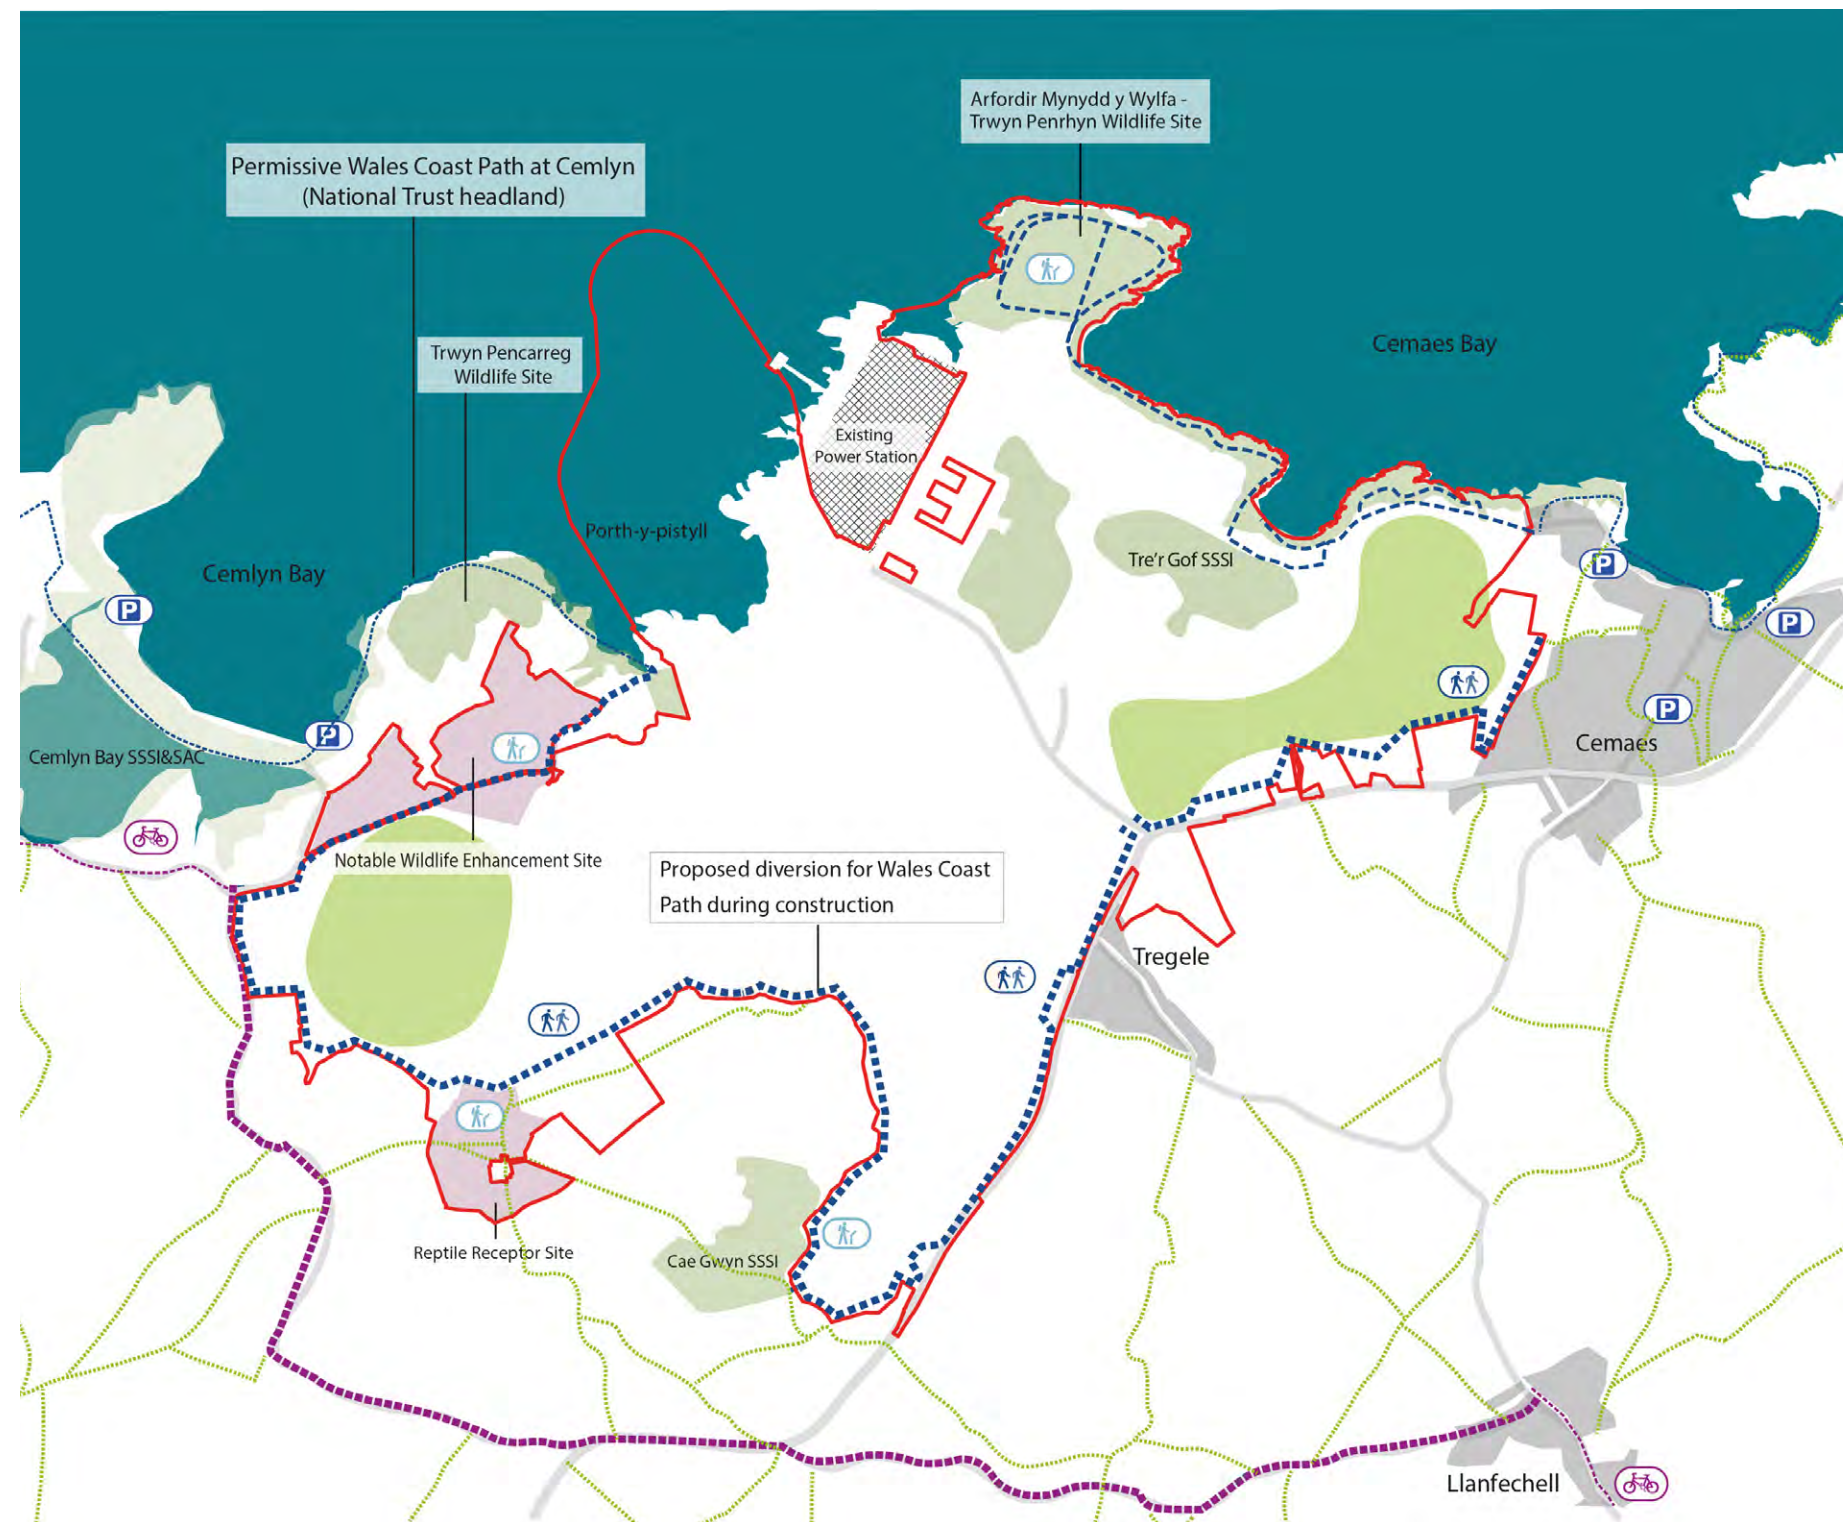 Arfordir Mynydd y Wylfa -
Trwyn Penrhyn Wildlife Site
Permissive Wales Coast Path at Cemlyn
(National Trust headland)
Trwyn Pencarreg
Wildlife Site
Cemaes Bay
Existing
Power Station
Porth-y-pistyll
Cemlyn Bay
Tre'r Gof SSSI
P
P
P
P
P
Cemlyn Bay SSSI&SAC
Cemaes
Notable Wildlife Enhancement Site
Proposed diversion for Wales Coast
Path during construction
Tregele
Reptile Receptor Site
Cae Gwyn SSSI
Llanfechell